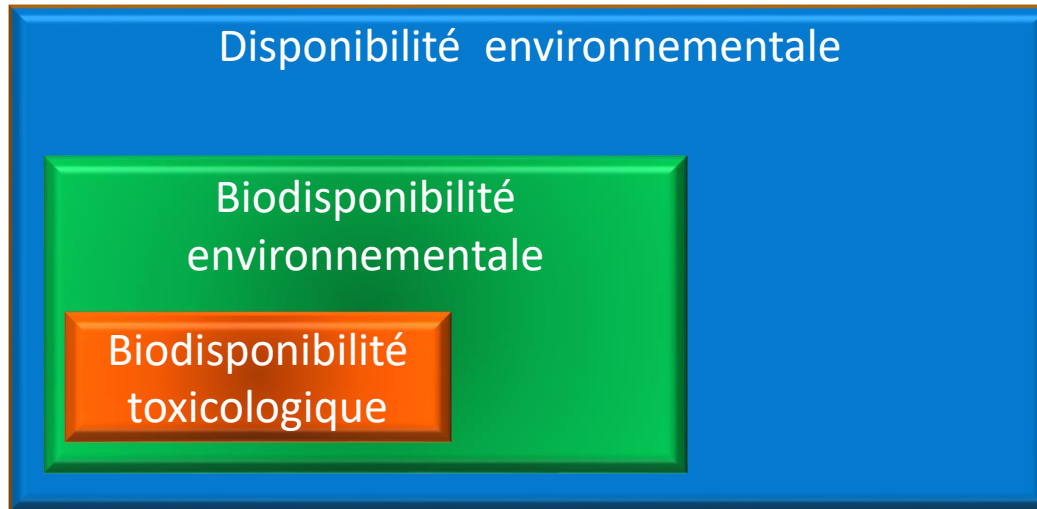 Disponibilité environnementale
Biodisponibilité
environnementale
Biodisponibilité
toxicologique